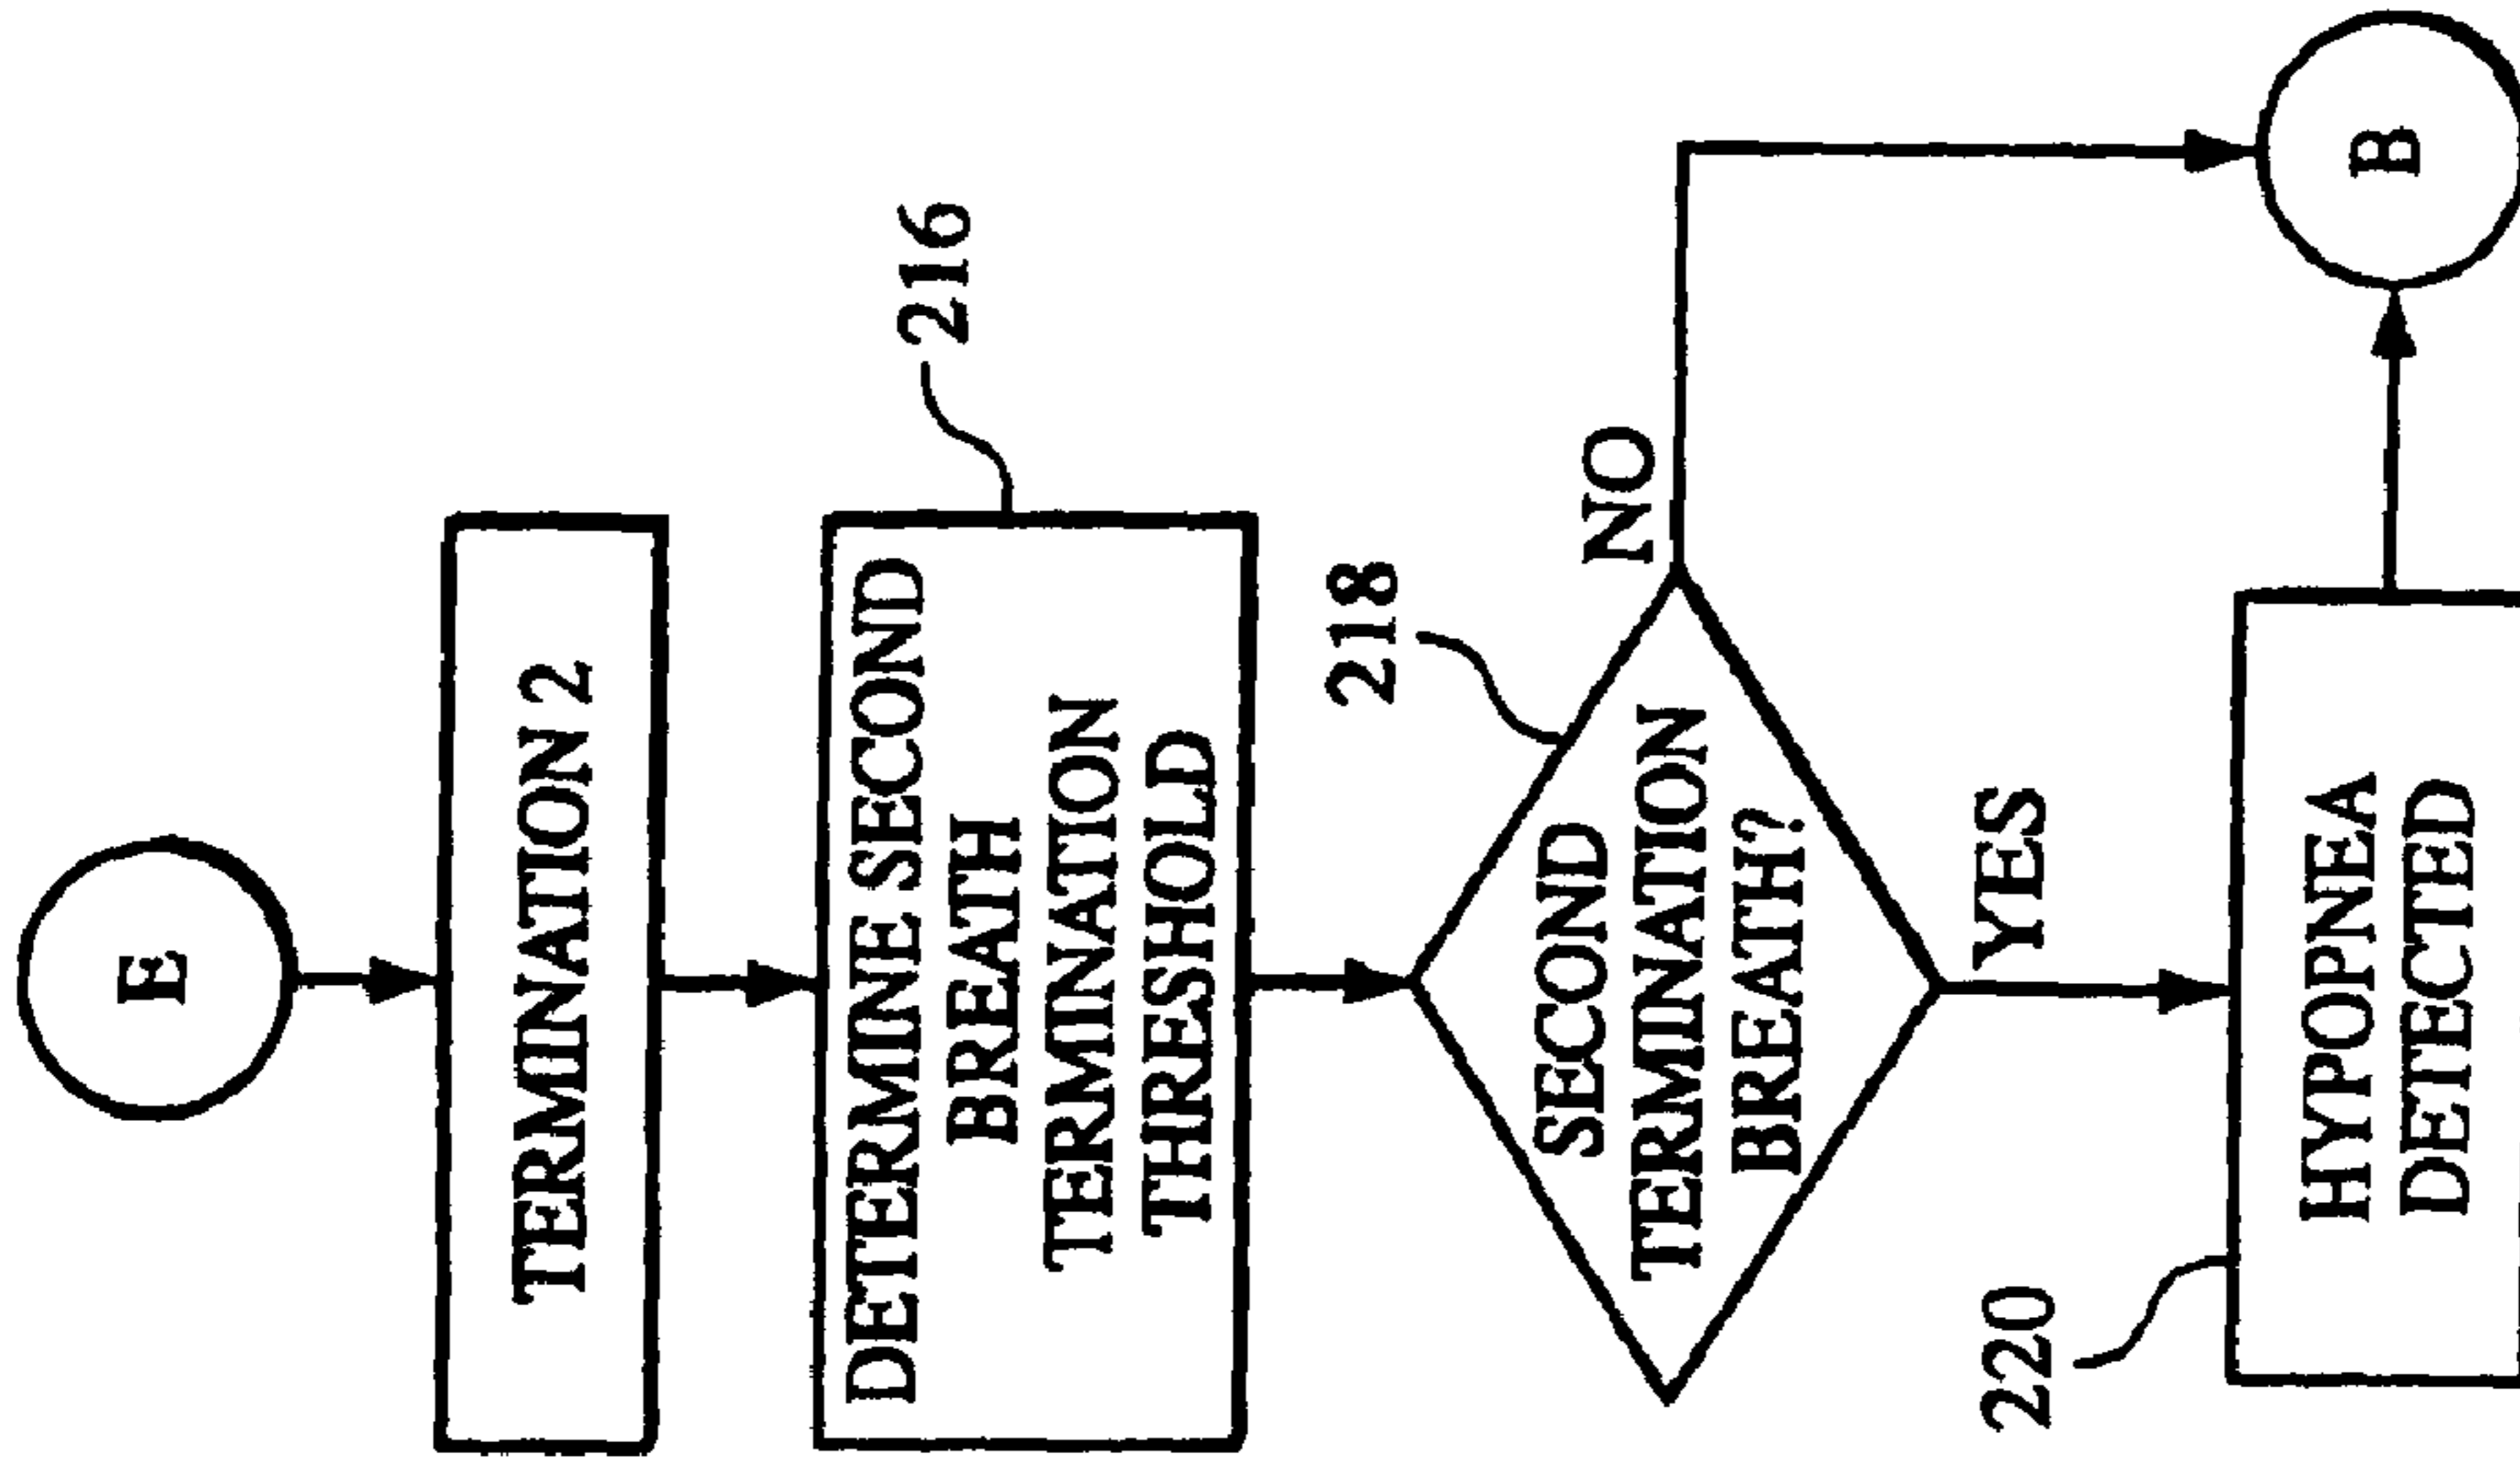 E
TERMINATION 2
DETERMINE SECOND
BREATH
TERMINATION
THRESHOLD
216
218
SECOND
TERMINATION
BREATH?
NO
YES
220
HYPOPNEA
DETECTED
B